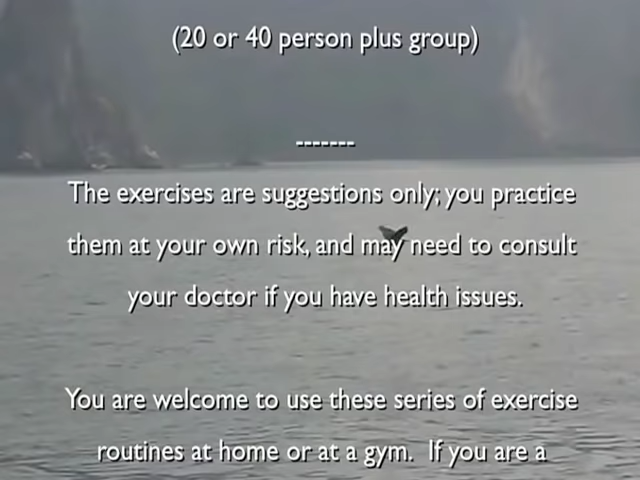 (20 or 40 person plus group)
-------
The exercises are suggestions only; you practice
them at your own risk, and may need to consult
your doctor if you have health issues.
You are welcome to use these series of exercise
routines at home or at a gym. If you are a